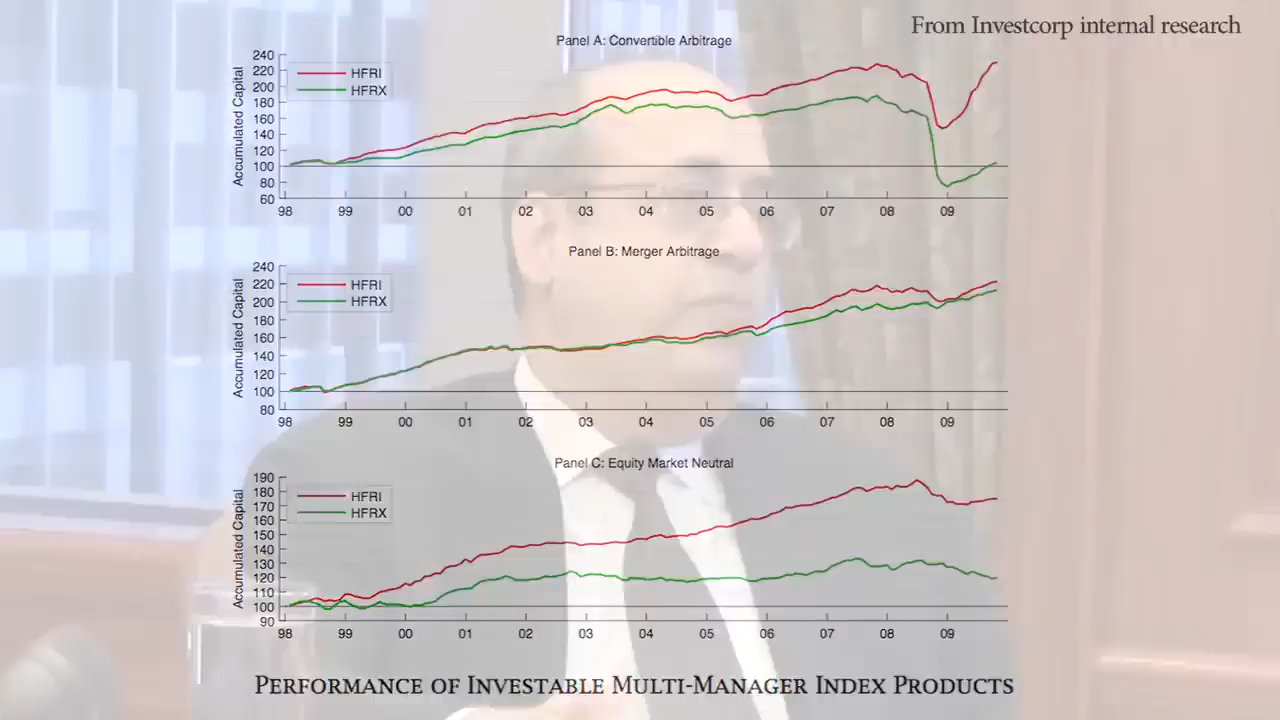 From Investcorp internal research
Panel A: Convertible Arbitrage
Accumulated Capital
240
220
200
180
160
140
120
100
80
60
HFRI
HFRX
98 99 00 01 02 03 04 05 06 07 08 09
Panel B: Merger Arbitrage
Accumulated Capital
240
220
200
180
160
140
120
100
80
HFRI
HFRX
98 99 00 01 02 03 04 05 06 07 08 09
Panel C: Equity Market Neutral
Accumulated Capital
190
180
170
160
150
140
130
120
110
100
90
HFRI
HFRX
98 99 00 01 02 03 04 05 06 07 08 09
PERFORMANCE OF INVESTABLE MULTI-MANAGER INDEX PRODUCTS